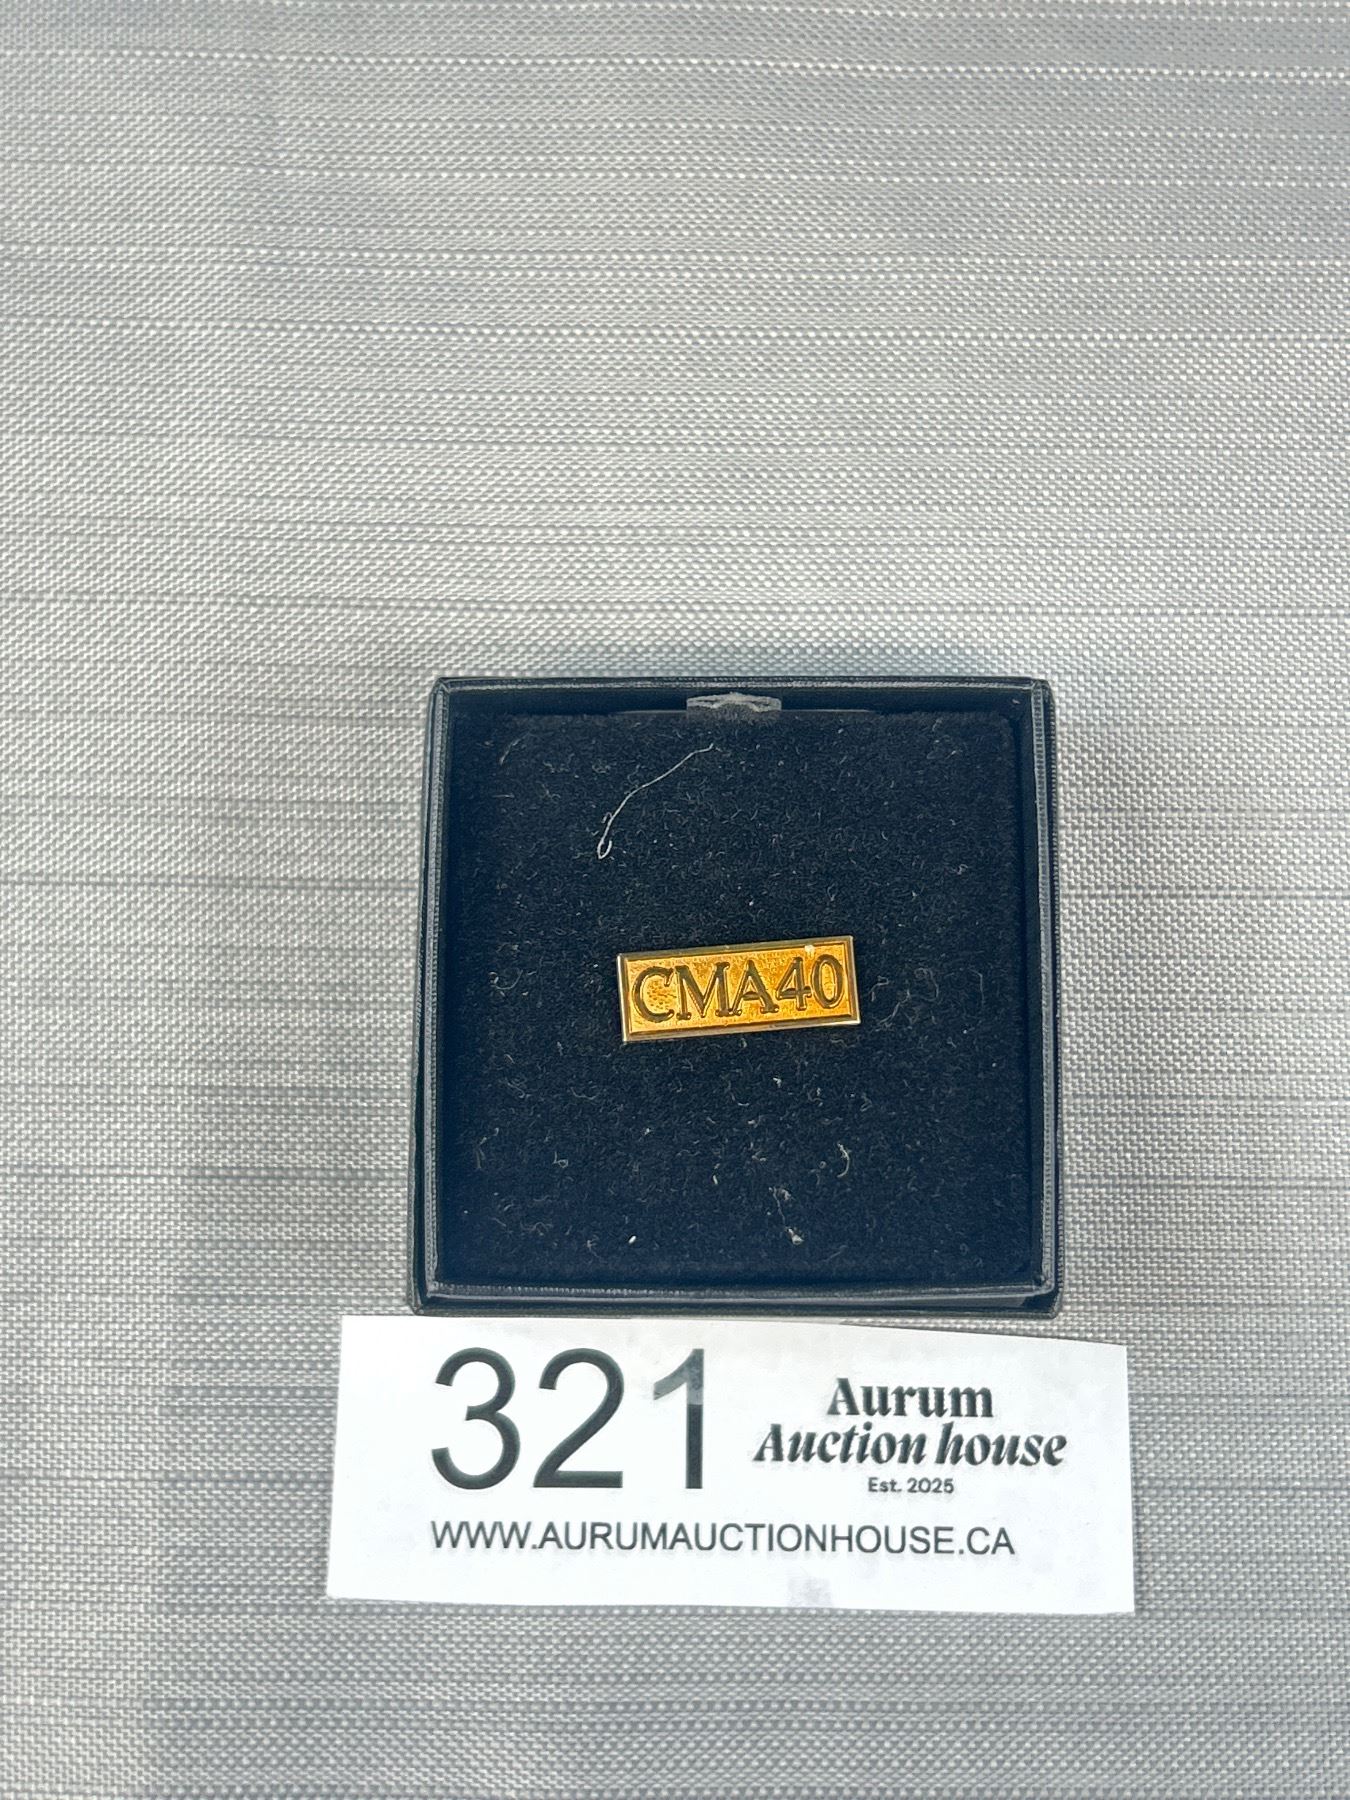 CMA40
321
Aurum
Auction house
Est. 2025
WWW.AURUMAUCTIONHOUSE.CA